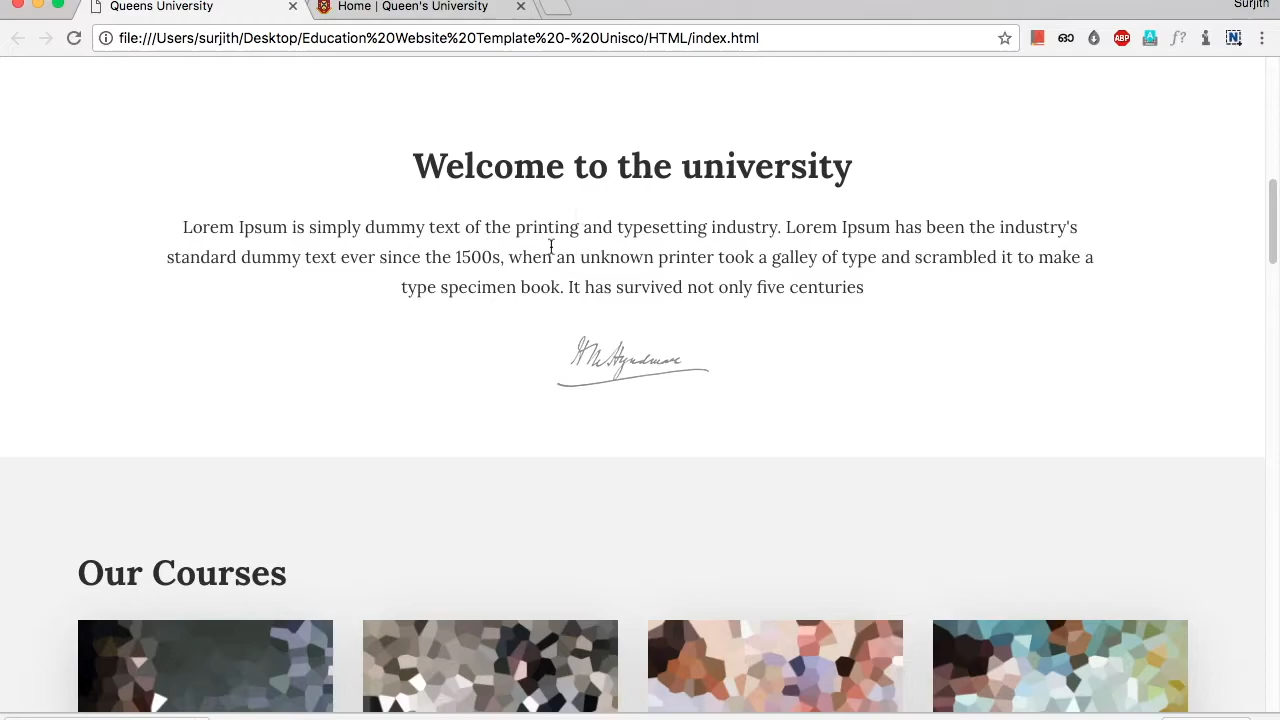 Queens University
Home | Queen's University
Surjith
file:///Users/surjith/Desktop/Education%20Website%20Template%20-%20Unisco/HTML/index.html
ABP
Welcome to the university
Lorem Ipsum is simply dummy text of the printing and typesetting industry. Lorem Ipsum has been the industry's
standard dummy text ever since the 1500s, when an unknown printer took a galley of type and scrambled it to make a
type specimen book. It has survived not only five centuries
Our Courses